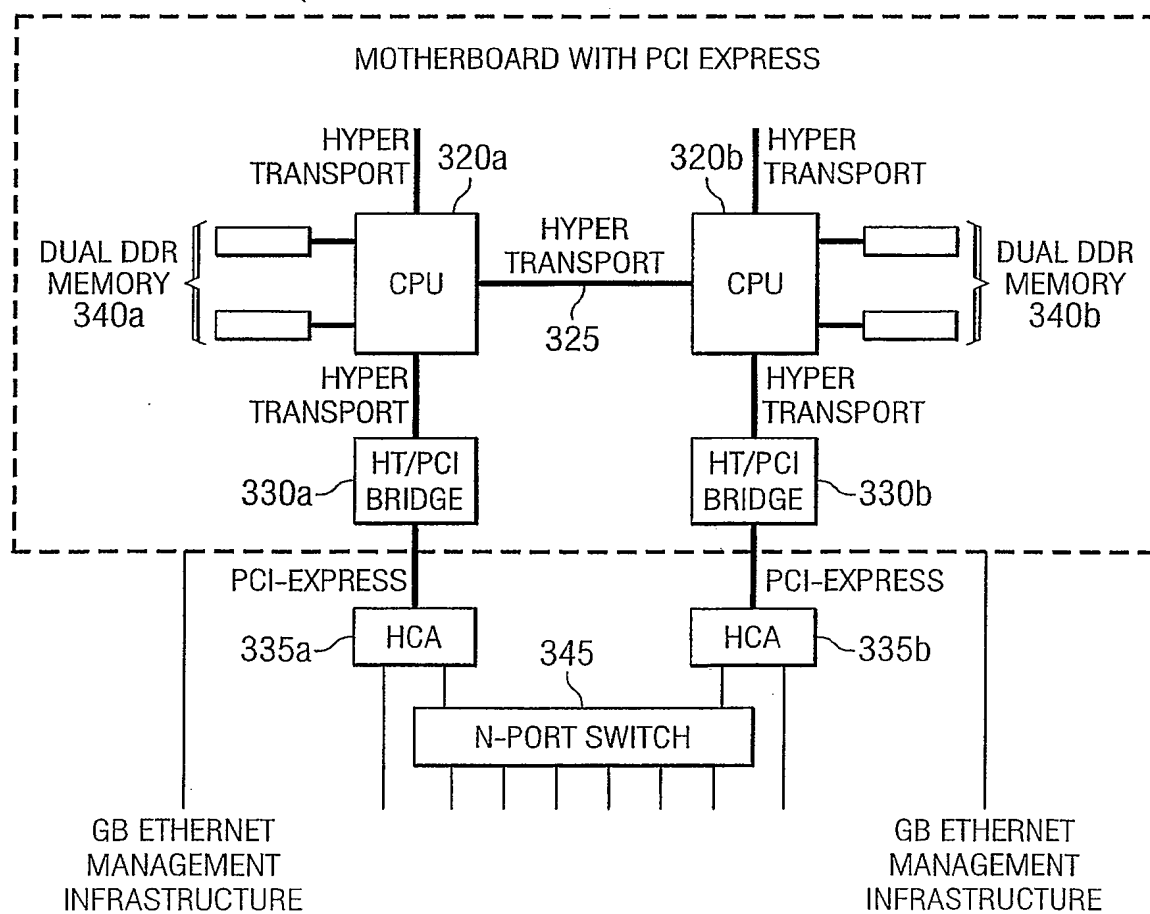 MOTHERBOARD WITH PCI EXPRESS
HYPER
TRANSPORT
320a
320b
HYPER
TRANSPORT
DUAL DDR
MEMORY
340a
CPU
HYPER
TRANSPORT
325
CPU
DUAL DDR
MEMORY
340b
HYPER
TRANSPORT
HYPER
TRANSPORT
330a
HT/PCI
BRIDGE
HT/PCI
BRIDGE
330b
PCI-EXPRESS
PCI-EXPRESS
335a
HCA
345
HCA
335b
N-PORT SWITCH
GB ETHERNET
MANAGEMENT
INFRASTRUCTURE
GB ETHERNET
MANAGEMENT
INFRASTRUCTURE